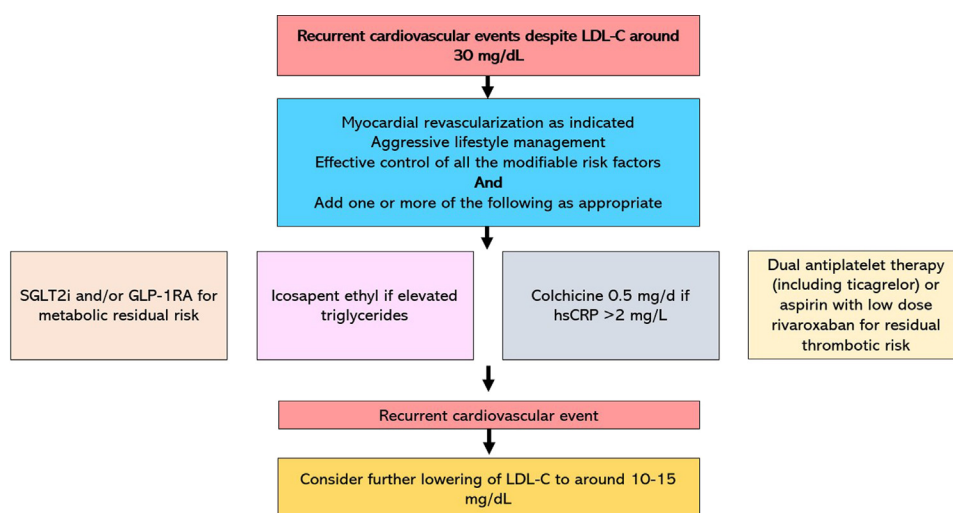 Recurrent cardiovascular events despite LDL-C around
30 mg/dL
Myocardial revascularization as indicated
Aggressive lifestyle management
Effective control of all the modifiable risk factors
And
Add one or more of the following as appropriate
SGLT2i and/or GLP-1RA for
metabolic residual risk
Icosapent ethyl if elevated
triglycerides
Colchicine 0.5 mg/d if
hsCRP >2 mg/L
Dual antiplatelet therapy
(including ticagrelor) or
aspirin with low dose
rivaroxaban for residual
thrombotic risk
Recurrent cardiovascular event
Consider further lowering of LDL-C to around 10-15
mg/dL